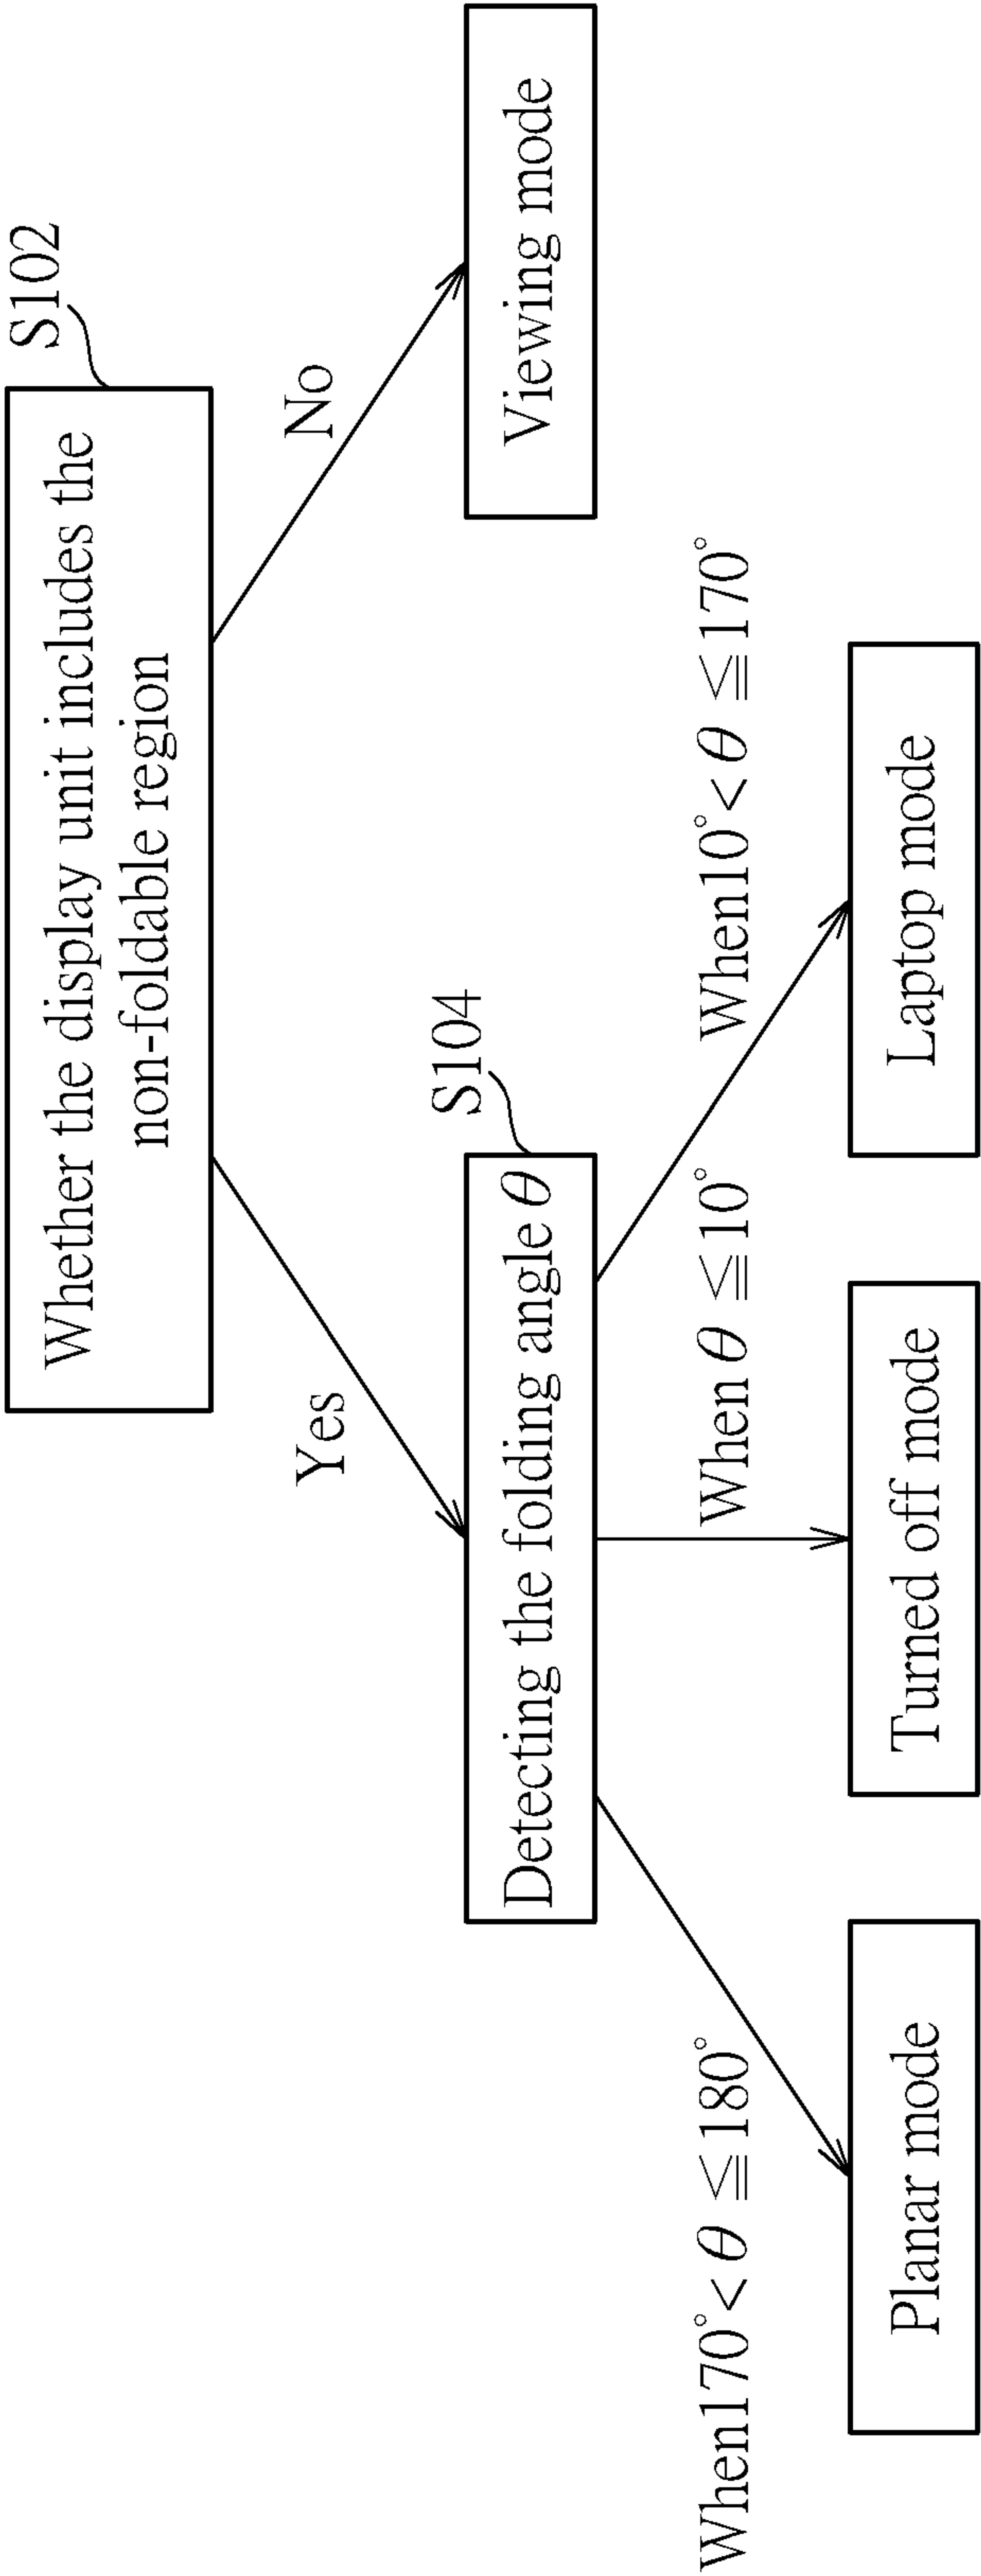 S102
Whether the display unit includes the
non-foldable region
Yes
No
S104
Detecting the folding angle θ
Viewing mode
When170°<θ ≦180°
When θ ≦10°
When10°<θ ≦170°
Planar mode
Turned off mode
Laptop mode